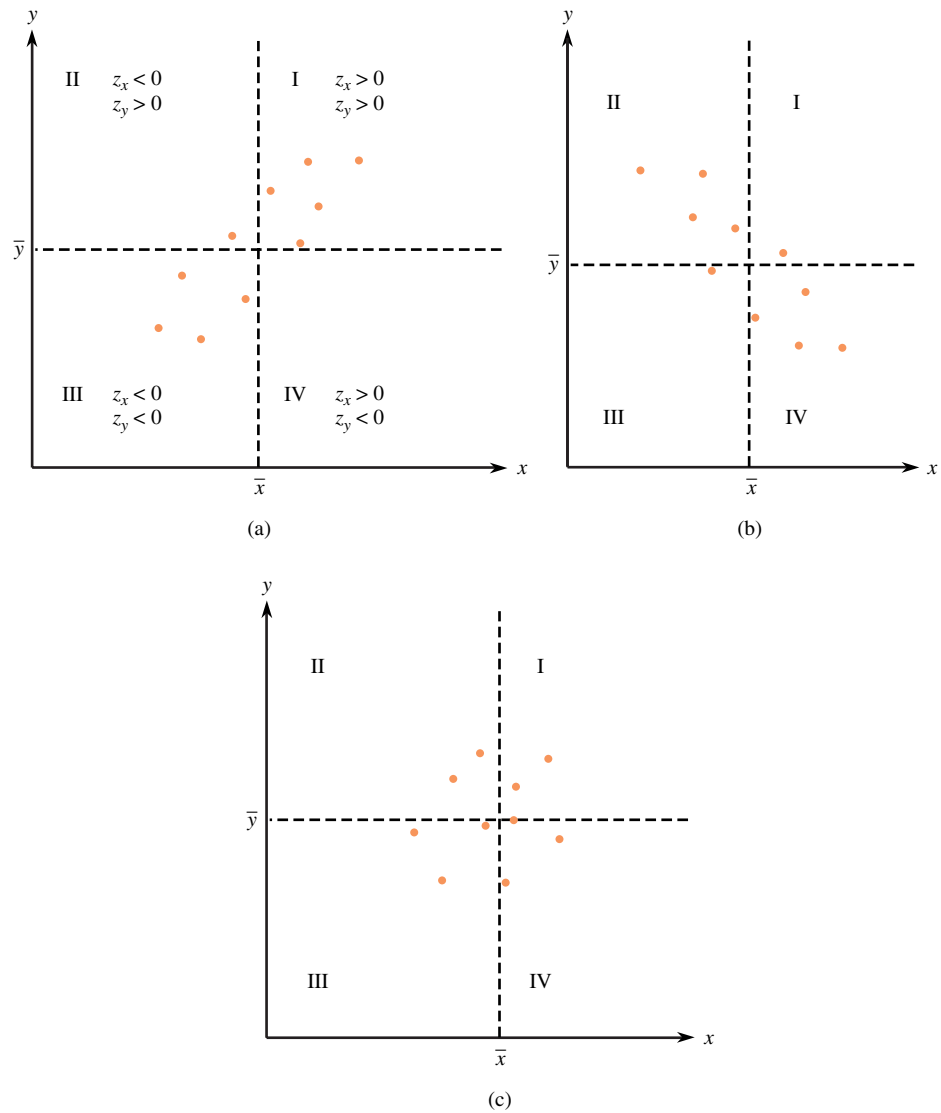 y
II z_x < 0 I z_x > 0
z_y > 0 z_y > 0
y̅
III z_x < 0 IV z_x > 0
z_y < 0 z_y < 0
x
x̅
(a)
y
II I
y̅
III IV
x
x̅
(b)
y
II I
y̅
III IV
x
x̅
(c)